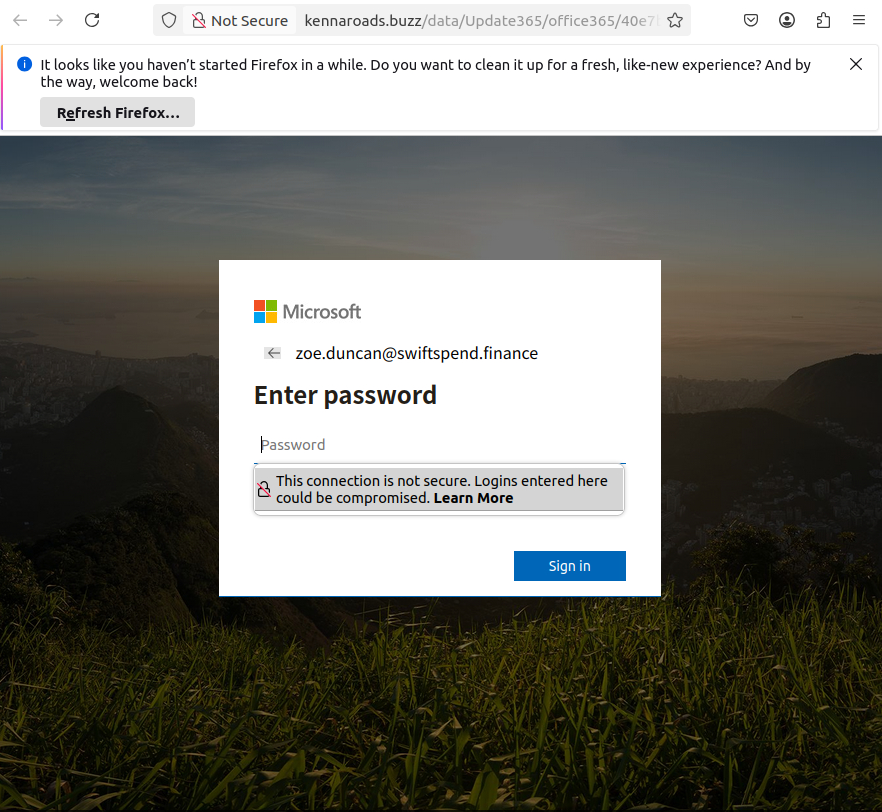 Not Secure kennaroads.buzz/data/Update365/office365/40e7
It looks like you haven’t started Firefox in a while. Do you want to clean it up for a fresh, like-new experience? And by
the way, welcome back!
Refresh Firefox…
Microsoft
zoe.duncan@swiftspend.finance
Enter password
Password
This connection is not secure. Logins entered here
could be compromised. Learn More
Sign in